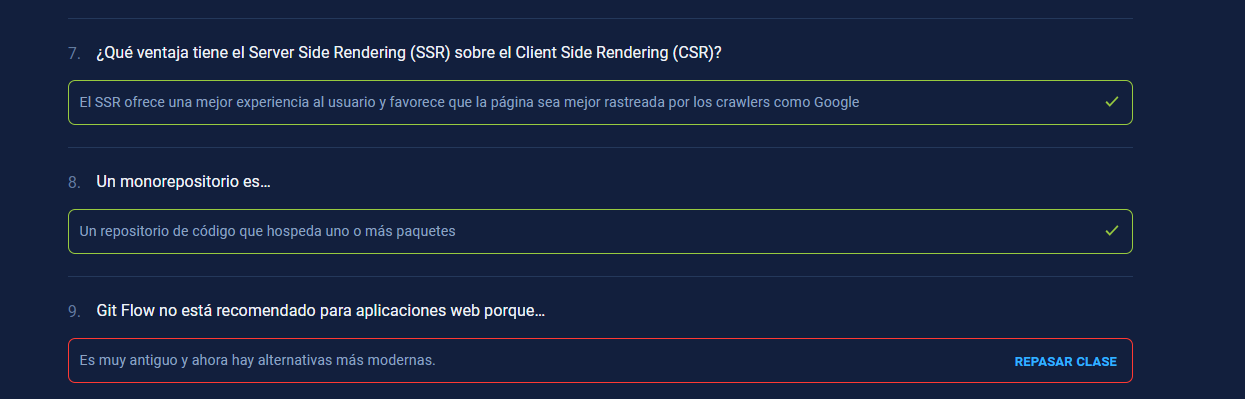 7. ¿Qué ventaja tiene el Server Side Rendering (SSR) sobre el Client Side Rendering (CSR)?
El SSR ofrece una mejor experiencia al usuario y favorece que la página sea mejor rastreada por los crawlers como Google
8. Un monorepositorio es...
Un repositorio de código que hospeda uno o más paquetes
9. Git Flow no está recomendado para aplicaciones web porque...
Es muy antiguo y ahora hay alternativas más modernas. REPASAR CLASE